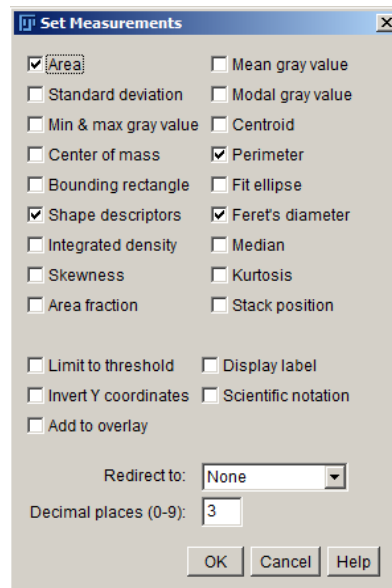 Set Measurements
Area Mean gray value
Standard deviation Modal gray value
Min & max gray value Centroid
Center of mass Perimeter
Bounding rectangle Fit ellipse
Shape descriptors Feret's diameter
Integrated density Median
Skewness Kurtosis
Area fraction Stack position
Limit to threshold Display label
Invert Y coordinates Scientific notation
Add to overlay
Redirect to: None
Decimal places (0-9): 3
OK Cancel Help